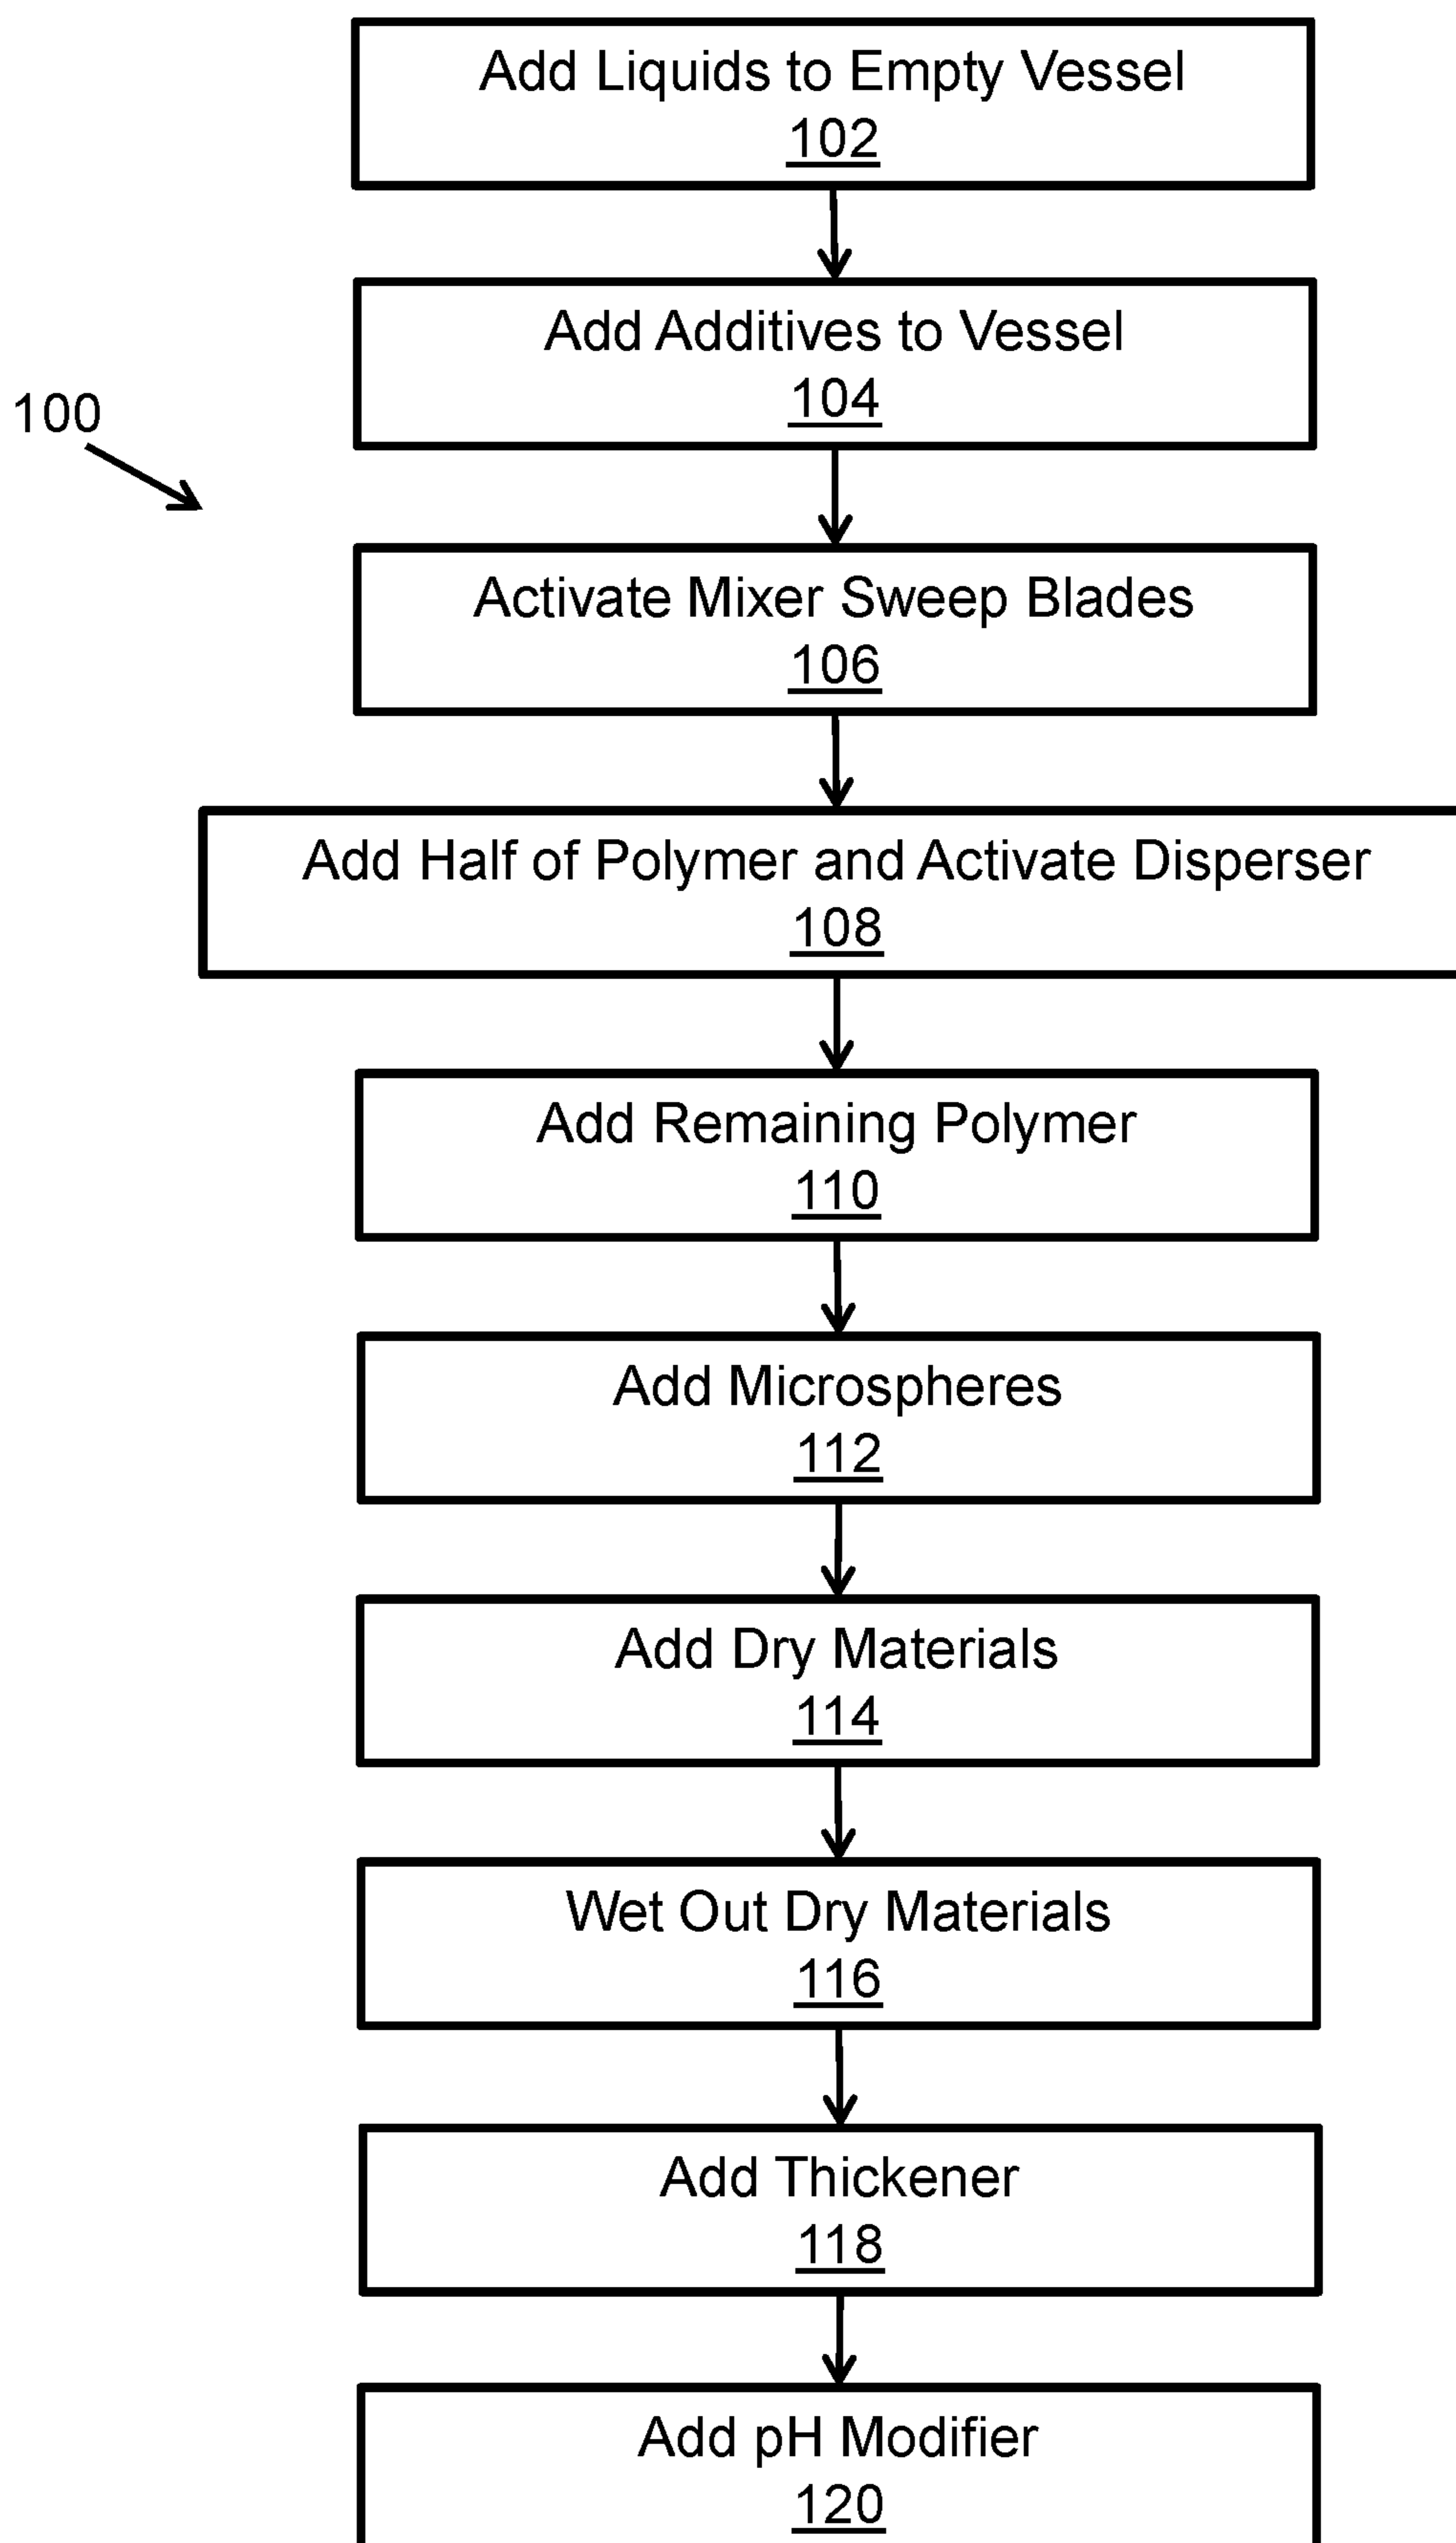 Add Liquids to Empty Vessel
102
Add Additives to Vessel
104
100
Activate Mixer Sweep Blades
106
Add Half of Polymer and Activate Disperser
108
Add Remaining Polymer
110
Add Microspheres
112
Add Dry Materials
114
Wet Out Dry Materials
116
Add Thickener
118
Add pH Modifier
120